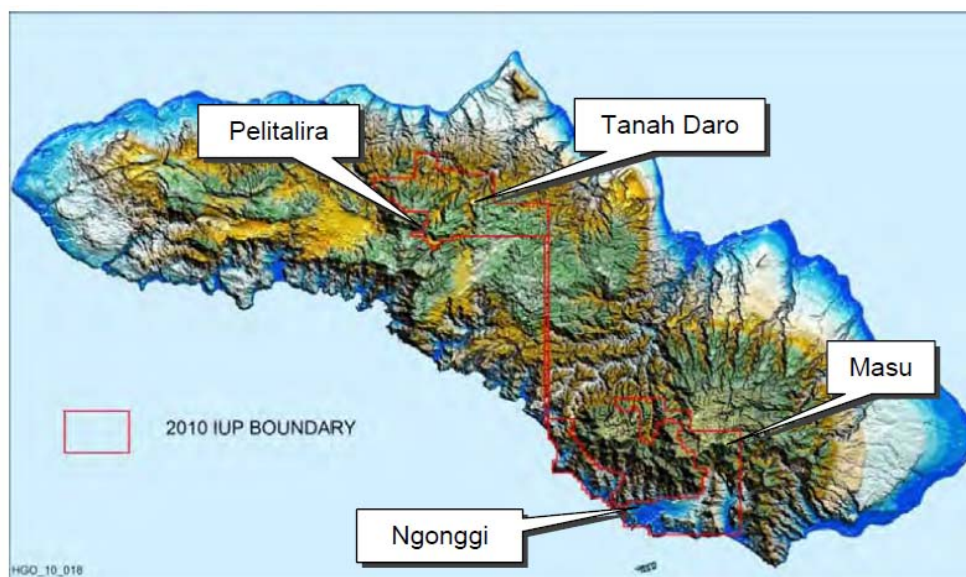 Pelitalira
Tanah Daro
Masu
2010 IUP BOUNDARY
Ngonggi
HGO_10_018